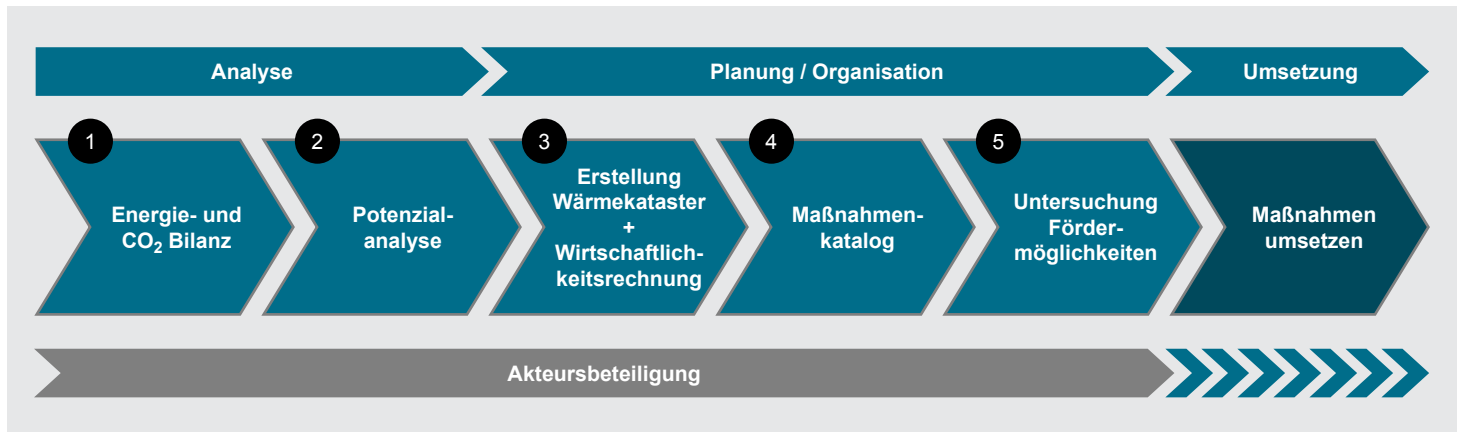 Analyse
Planung / Organisation
Umsetzung
1
Energie- und
CO₂ Bilanz
2
Potenzial-
analyse
3
Erstellung
Wärmekataster
+
Wirtschaftlich-
keitsrechnung
4
Maßnahmen-
katalog
5
Untersuchung
Förder-
möglichkeiten
Maßnahmen
umsetzen
Akteursbeteiligung